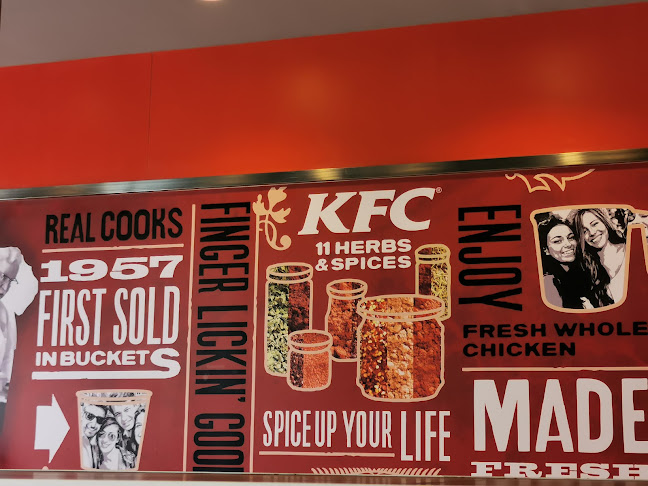 REAL COOKS
1957
FIRST SOLD
IN BUCKETS
FINGER LICKIN' GOO
KFC®
11 HERBS
& SPICES
SPICE UP YOUR LIFE
ENJOY
FRESH WHOLE
CHICKEN
MADE
FRESH